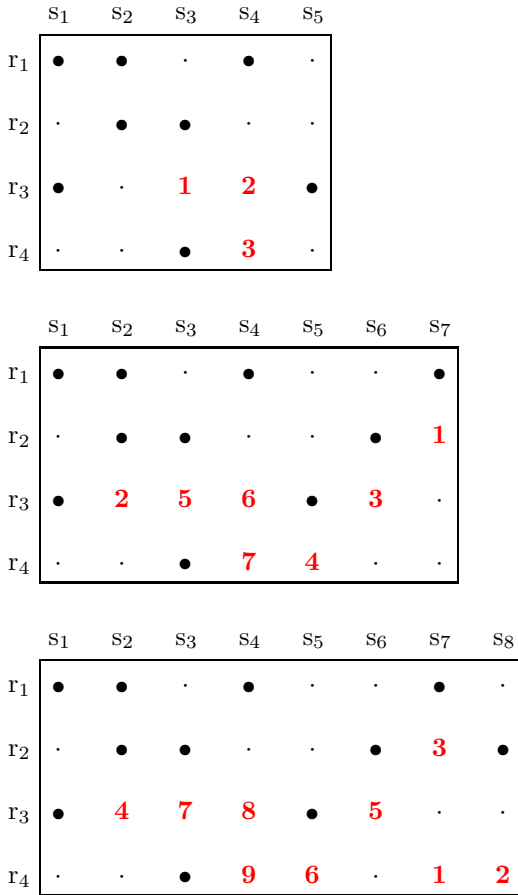 s₁ s₂ s₃ s₄ s₅
r₁ • • · • ·
r₂ · • • · ·
r₃ • · 1 2 •
r₄ · · • 3 ·
s₁ s₂ s₃ s₄ s₅ s₆ s₇
r₁ • • · • · · •
r₂ · • • · · • 1
r₃ • 2 5 6 • 3 ·
r₄ · · • 7 4 · ·
s₁ s₂ s₃ s₄ s₅ s₆ s₇ s₈
r₁ • • · • · · • ·
r₂ · • • · · • 3 •
r₃ • 4 7 8 • 5 · ·
r₄ · · • 9 6 · 1 2